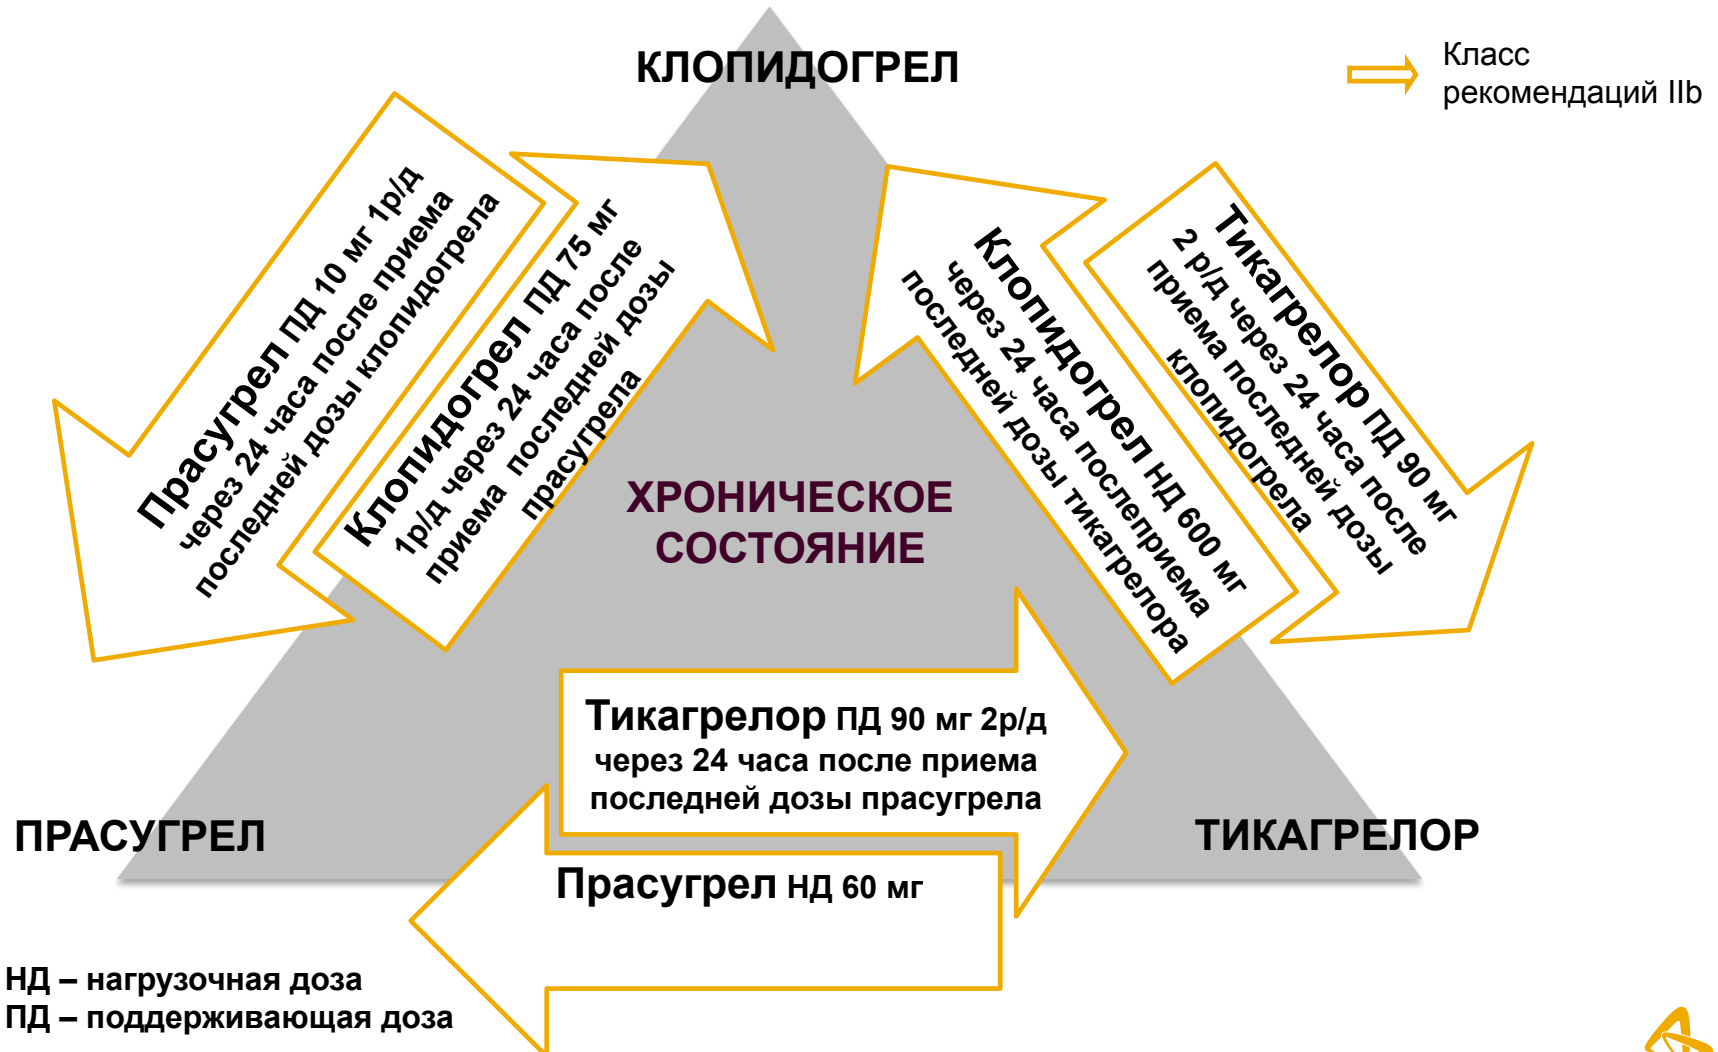 КЛОПИДОГРЕЛ
Класс
рекомендаций IIb
Прасугрел ПД 10 мг 1р/д
через 24 часа после приема
последней дозы клопидогрела
Клопидогрел ПД 75 мг
1р/д через 24 часа после
приема последней дозы
прасугрела
Клопидогрел НД 600 мг
через 24 часа послеприема
последней дозы тикагрелора
Тикагрелор ПД 90 мг
2 р/д через 24 часа после
приема последней дозы
клопидогрела
ХРОНИЧЕСКОЕ
СОСТОЯНИЕ
Тикагрелор ПД 90 мг 2р/д
через 24 часа после приема
последней дозы прасугрела
ПРАСУГРЕЛ
ТИКАГРЕЛОР
Прасугрел НД 60 мг
НД – нагрузочная доза
ПД – поддерживающая доза